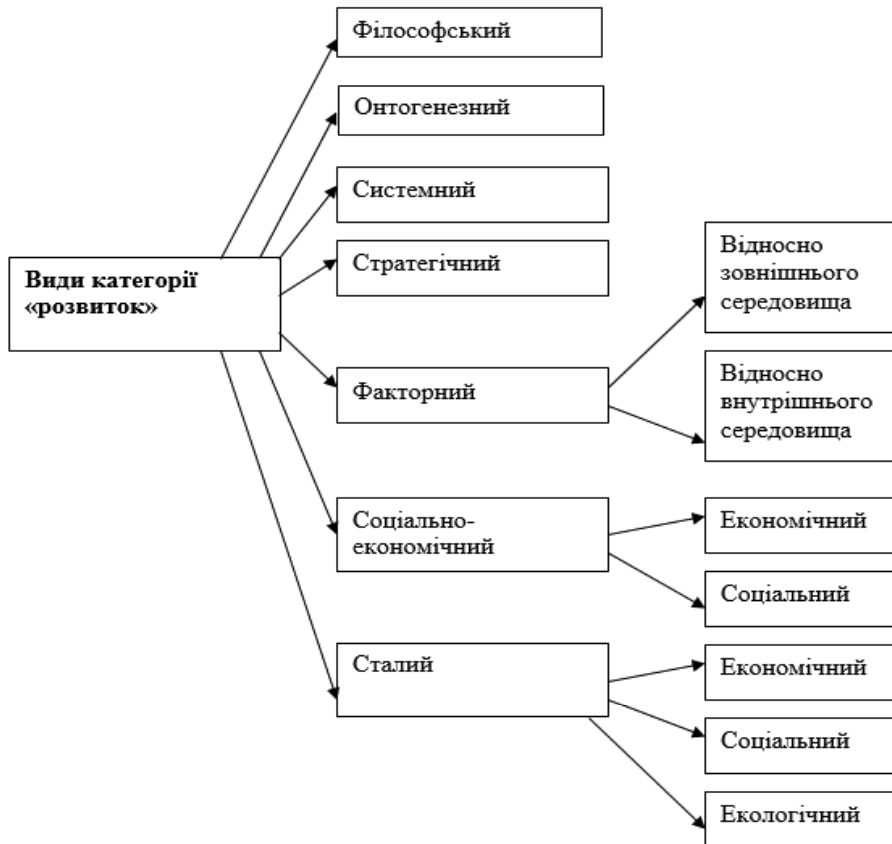 Філософський
Онтогенезний
Системний
Стратегічний
Види категорії
«розвиток»
Відносно
зовнішнього
середовища
Факторний
Відносно
внутрішнього
середовища
Соціально-
економічний
Економічний
Соціальний
Сталий
Економічний
Соціальний
Екологічний